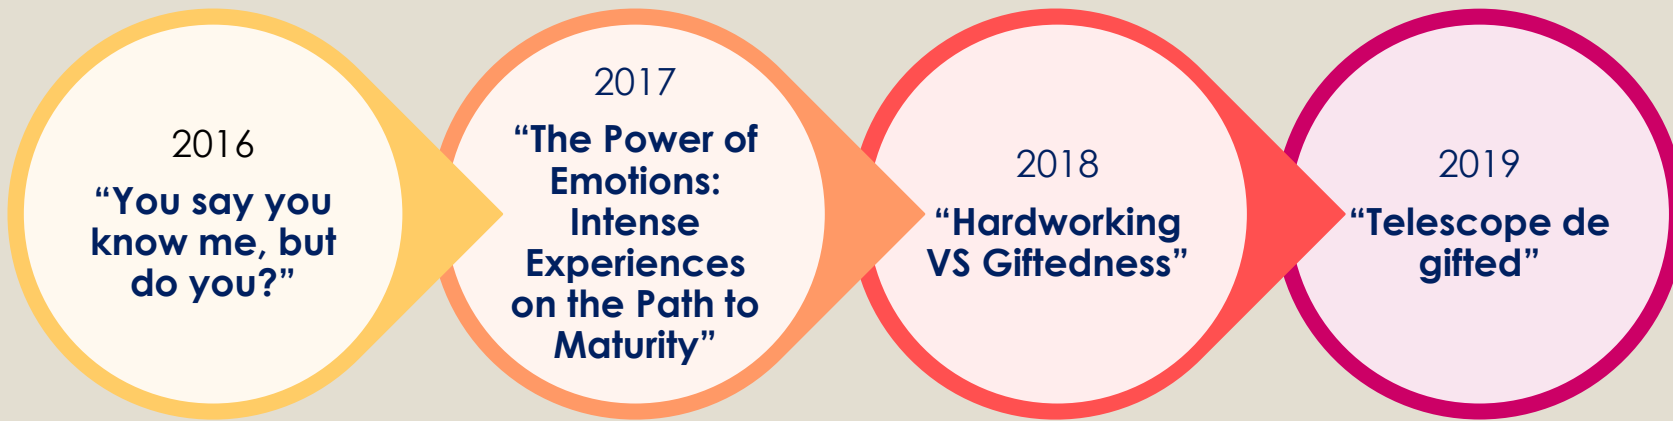 2016
“You say you
know me, but
do you?”
2017
“The Power of
Emotions:
Intense
Experiences
on the Path to
Maturity”
2018
“Hardworking
VS Giftedness”
2019
“Telescope de
gifted”